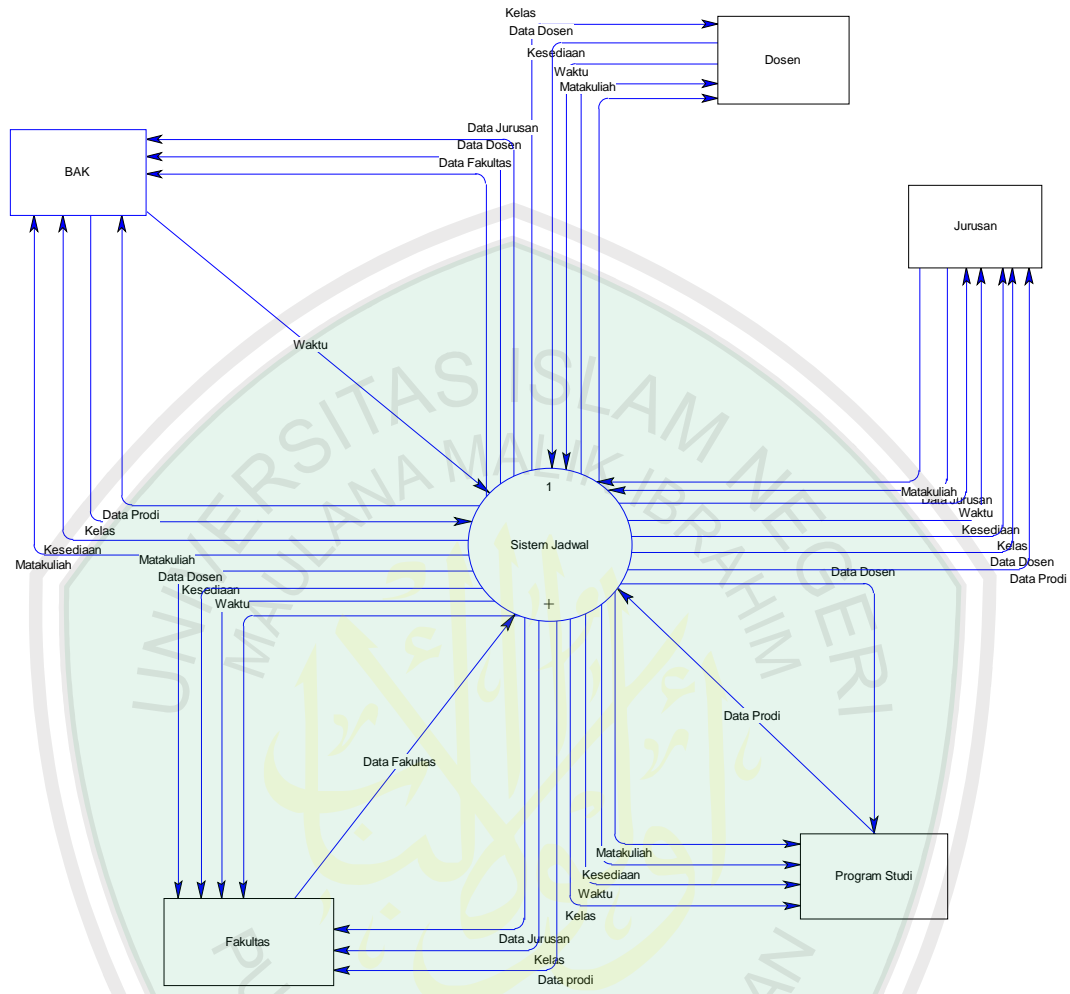 Kelas
Data Dosen
Kesediaan
Waktu
Matakuliah
Dosen
Data Jurusan
Data Dosen
Data Fakultas
BAK
Jurusan
Waktu
1
Sistem Jadwal
+
Matakuliah
Data Jurusan
Waktu
Kesediaan
Kelas
Data Dosen
Data Prodi
Data Prodi
Kelas
Kesediaan
Matakuliah
Matakuliah
Data Dosen
Kesediaan
Waktu
Data Dosen
Data Prodi
Data Fakultas
Matakuliah
Kesediaan
Waktu
Kelas
Program Studi
Fakultas
Data Jurusan
Kelas
Data prodi
UNIVERSITAS ISLAM NEGERI
MAULANA MALIK IBRAHIM